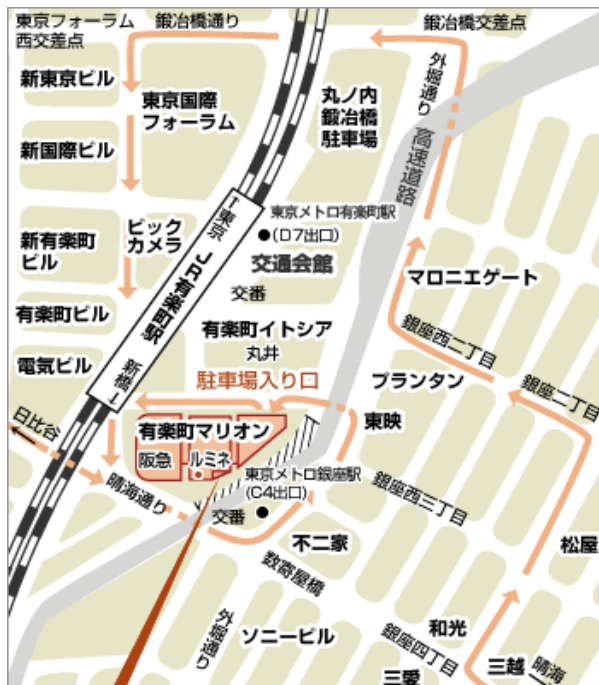 東京フォーラム
西交差点
鍛冶橋通り
鍛冶橋交差点
新東京ビル
東京国際
フォーラム
外堀通り
丸ノ内
鍛冶橋
駐車場
新国際ビル
高速道路
東京メトロ有楽町駅
(D7出口)
↑東京
JR有楽町駅
新橋↓
ビック
カメラ
新有楽町
ビル
交通会館
マロニエゲート
交番
有楽町ビル
有楽町イトシア
丸井
銀座西二丁目
電気ビル
駐車場入り口
プランタン
銀座二丁目
日比谷
有楽町マリオン
東映
阪急
ルミネ
東京メトロ銀座駅
(C4出口)
晴海通り
銀座西三丁目
交番
不二家
松屋
数寄屋橋
外堀通り
ソニービル
和光
銀座四丁目
三越
晴海
三愛